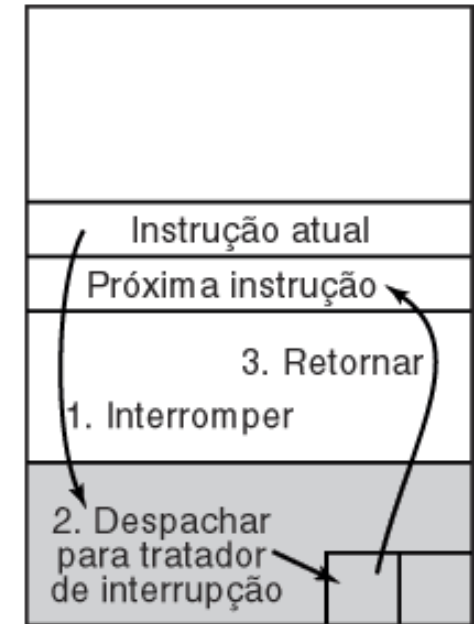 Instrução atual
Próxima instrução
3. Retornar
1. Interromper
2. Despachar
para tratador
de interrupção